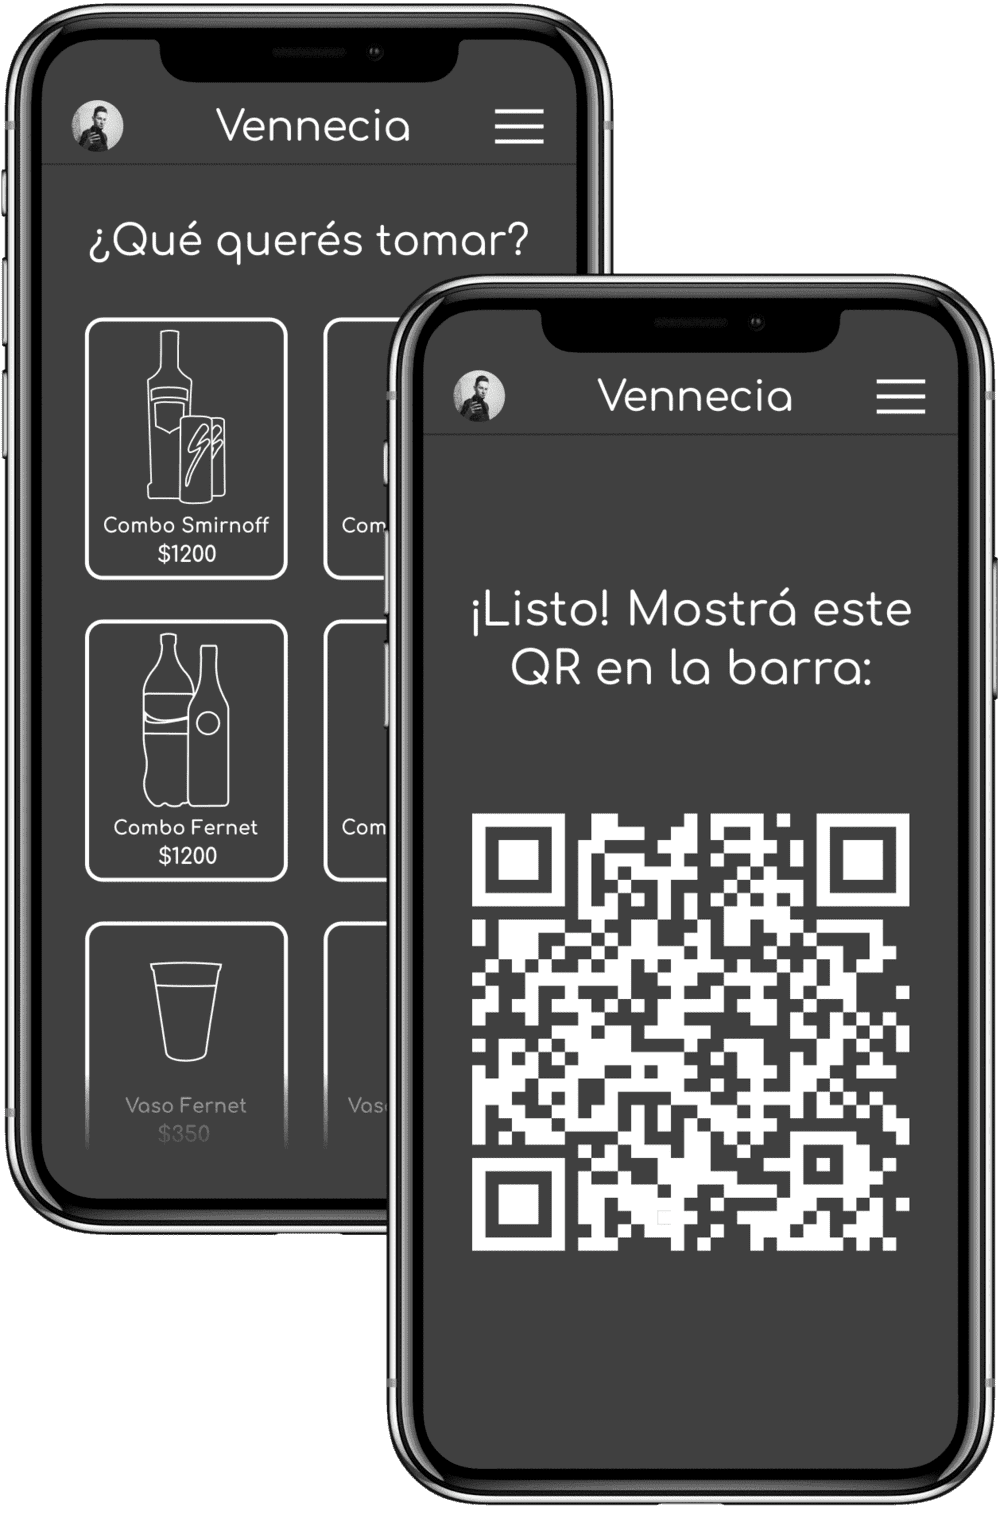 Vennecia
¿Qué querés tomar?
Combo Smirnoff
$1200
Com
Combo Fernet
$1200
Com
Vaso Fernet
$350
Vaso
Vennecia
¡Listo! Mostrá este
QR en la barra: